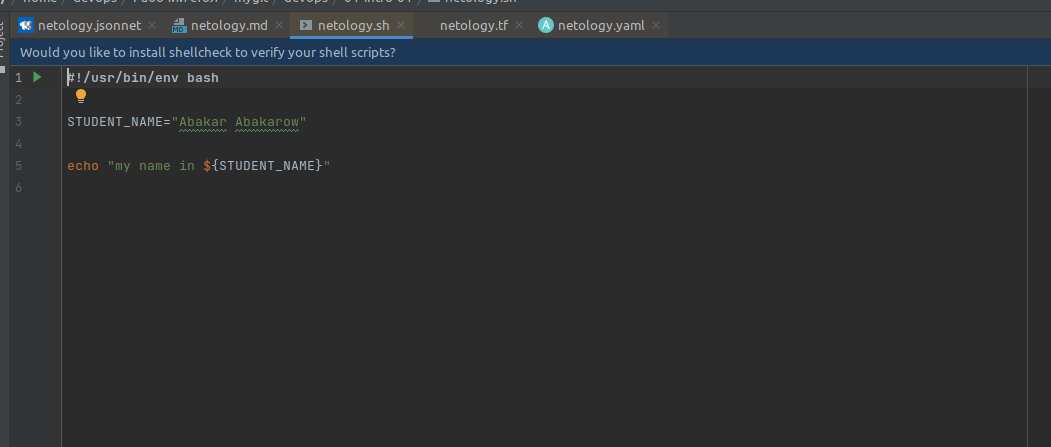 netology.jsonnet netology.md netology.sh netology.tf netology.yaml
Would you like to install shellcheck to verify your shell scripts?
1 #!/usr/bin/env bash
2
3 STUDENT_NAME="Abakar Abakarow"
4
5 echo "my name in ${STUDENT_NAME}"
6